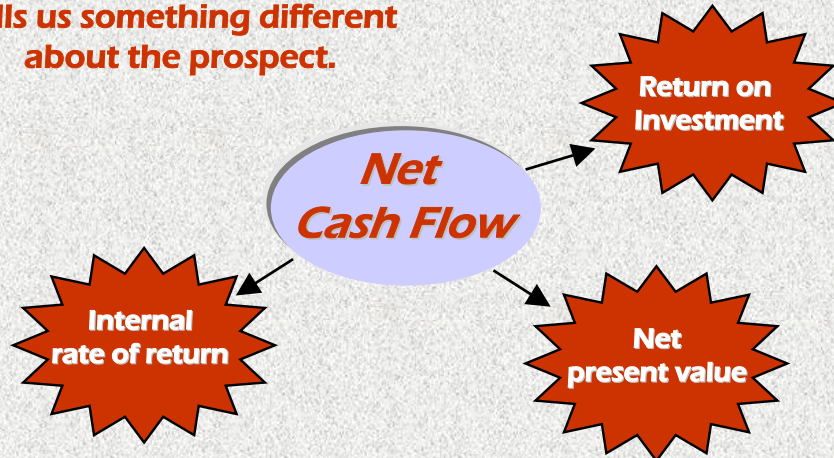 us something different
about the prospect.
Return on
Investment
Net
Cash Flow
Internal
rate of return
Net
present value